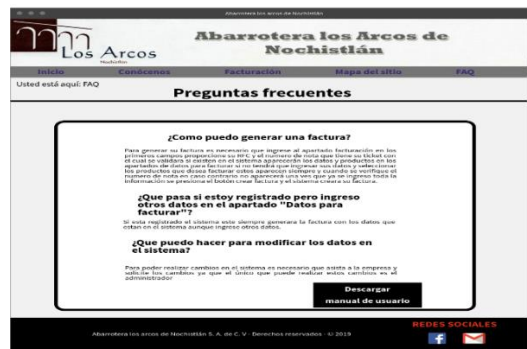 Abarrotera los arcos de Nochistlán
Los Arcos
Nochistlán
Abarrotera los Arcos de
Nochistlán
Inicio Conócenos Facturación Mapa del sitio FAQ
Usted está aquí: FAQ
Preguntas frecuentes
¿Como puedo generar una factura?
Para generar su factura es necesario que ingrese al apartado facturación en los
primeros campos proporcione su RFC y el numero de nota que tiene su ticket con
el cual se validara si existen en el sistema aparecerán los datos y productos en los
apartados de datos para facturar si no tendrá que ingresar sus datos y seleccionar
los productos que desea facturar estos aparecen siempre y cuando se verifique el
numero de nota en caso contrario no aparecerá una ves que ya se ingreso toda la
información se presiona el botón crear factura y el sistema creara su factura.
¿Que pasa si estoy registrado pero ingreso
otros datos en el apartado "Datos para
facturar"?
Si esta registrado el sistema este siempre generara la factura con los datos que
estan en el sistema aunque ingrese otros datos.
¿Que puedo hacer para modificar los datos en
el sistema?
Para poder realizar cambios en el sistema es necesario que asista a la empresa y
solicite los cambios ya que el único que puede realizar estos cambios es el
administrador
Descargar
manual de usuario
REDES SOCIALES
Abarrotera los arcos de Nochistlán S. A. de C. V - Derechos reservados - © 2019